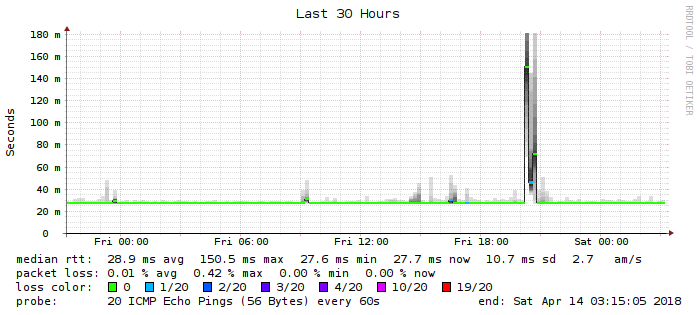 Last 30 Hours
RRDTOOL / TOBI OETIKER
Seconds
180 m
160 m
140 m
120 m
100 m
80 m
60 m
40 m
20 m
0
Fri 00:00 Fri 06:00 Fri 12:00 Fri 18:00 Sat 00:00
median rtt: 28.9 ms avg 150.5 ms max 27.6 ms min 27.7 ms now 10.7 ms sd 2.7 am/s
packet loss: 0.01 % avg 0.42 % max 0.00 % min 0.00 % now
loss color: 0 1/20 2/20 3/20 4/20 10/20 19/20
probe: 20 ICMP Echo Pings (56 Bytes) every 60s end: Sat Apr 14 03:15:05 2018